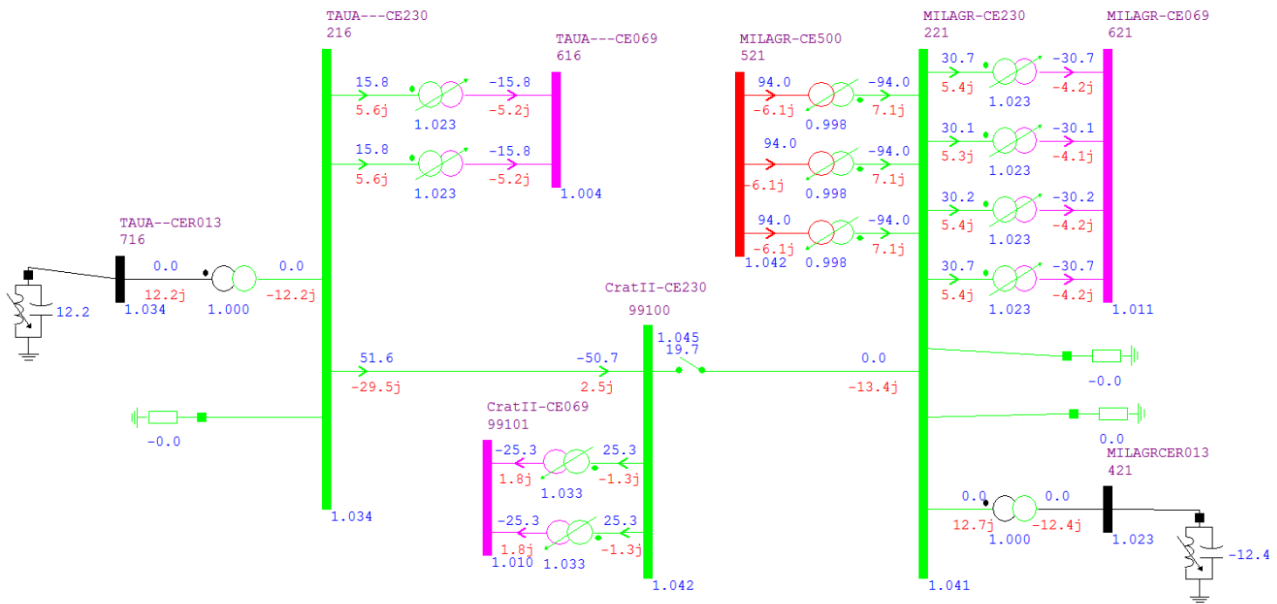 TAUA---CE230
216
TAUA---CE069
616
MILAGR-CE500
521
MILAGR-CE230
221
MILAGR-CE069
621
15.8
5.6j
-15.8
-5.2j
1.023
15.8
5.6j
-15.8
-5.2j
1.023
1.004
94.0
-6.1j
-94.0
7.1j
0.998
94.0
-6.1j
-94.0
7.1j
0.998
94.0
-6.1j
-94.0
7.1j
0.998
1.042
30.7
5.4j
-30.7
-4.2j
1.023
30.1
5.3j
-30.1
-4.1j
1.023
30.2
5.4j
-30.2
-4.2j
1.023
30.7
5.4j
-30.7
-4.2j
1.023
1.011
TAUA--CER013
716
12.2
0.0
12.2j
0.0
-12.2j
1.034
1.000
CratII-CE230
99100
51.6
-29.5j
-50.7
2.5j
1.045
19.7
0.0
-13.4j
-0.0
-0.0
0.0
CratII-CE069
99101
-25.3
1.8j
25.3
-1.3j
1.033
-25.3
1.8j
25.3
-1.3j
1.010
1.033
1.034
1.042
MILAGRCER013
421
0.0
12.7j
0.0
-12.4j
1.000
1.023
-12.4
1.041